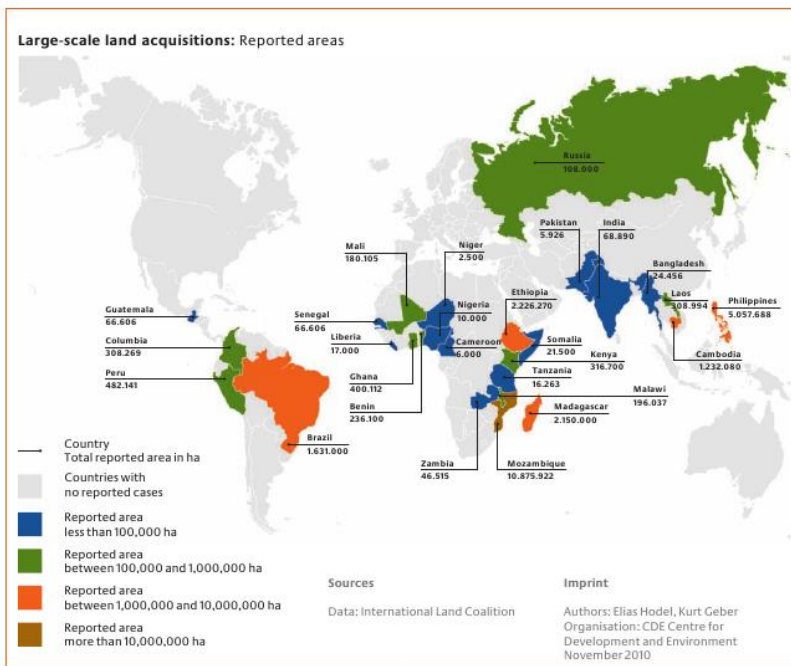 Large-scale land acquisitions: Reported areas
Russia
108.000
Pakistan
5.926
India
68.890
Mali
180.105
Niger
2.500
Bangladesh
24.456
Ethiopia
2.226.270
Laos
308.994
Philippines
5.057.688
Guatemala
66.606
Senegal
66.606
Nigeria
10.000
Columbia
308.269
Liberia
17.000
Cameroon
6.000
Somalia
21.500
Kenya
316.700
Cambodia
1.232.080
Peru
482.141
Ghana
400.112
Tanzania
16.263
Benin
236.100
Malawi
196.037
Madagascar
2.150.000
Brazil
1.631.000
Zambia
46.515
Mozambique
10.875.922
Country
Total reported area in ha
Countries with
no reported cases
Reported area
less than 100,000 ha
Reported area
between 100,000 and 1,000,000 ha
Reported area
between 1,000,000 and 10,000,000 ha
Reported area
more than 10,000,000 ha
Sources
Data: International Land Coalition
Imprint
Authors: Elias Hodel, Kurt Geber
Organisation: CDE Centre for
Development and Environment
November 2010